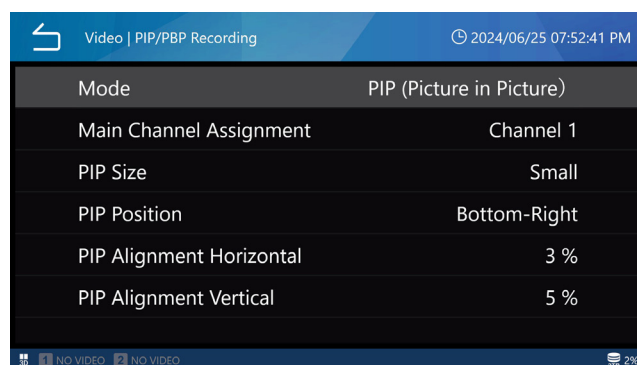 Video | PIP/PBP Recording 2024/06/25 07:52:41 PM
Mode PIP (Picture in Picture)
Main Channel Assignment Channel 1
PIP Size Small
PIP Position Bottom-Right
PIP Alignment Horizontal 3 %
PIP Alignment Vertical 5 %
3D 1 NO VIDEO 2 NO VIDEO 2%